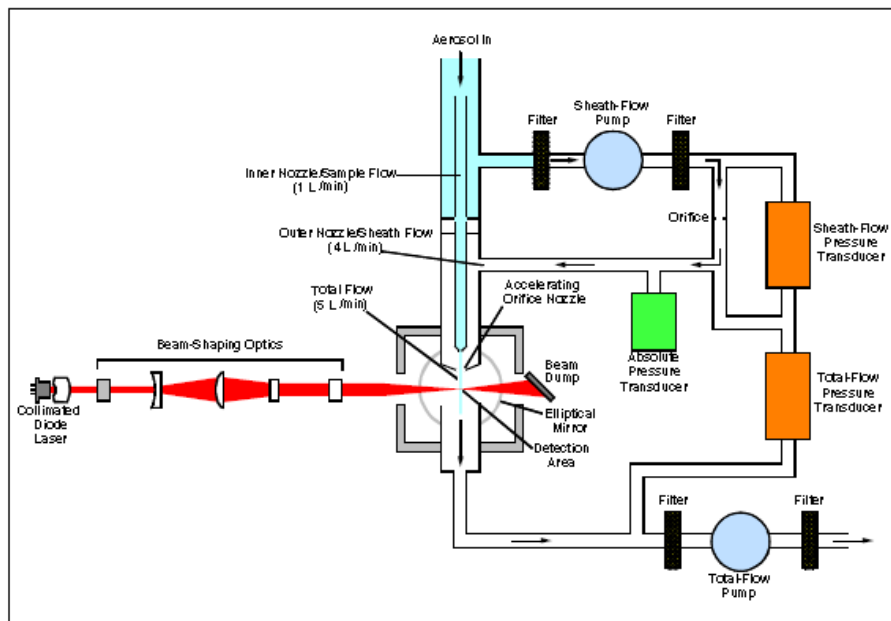 Aerosol In
Filter
Sheath-Flow
Pump
Filter
Inner Nozzle/Sample Flow
(1 L/min)
Orifice
Outer Nozzle/Sheath Flow
(4 L/min)
Sheath-Flow
Pressure
Transducer
Total Flow
(5 L/min)
Accelerating
Orifice Nozzle
Beam-Shaping Optics
Absolute
Pressure
Transducer
Beam
Dump
Total-Flow
Pressure
Transducer
Collimated
Diode
Laser
Elliptical
Mirror
Detection
Area
Filter
Filter
Total-Flow
Pump